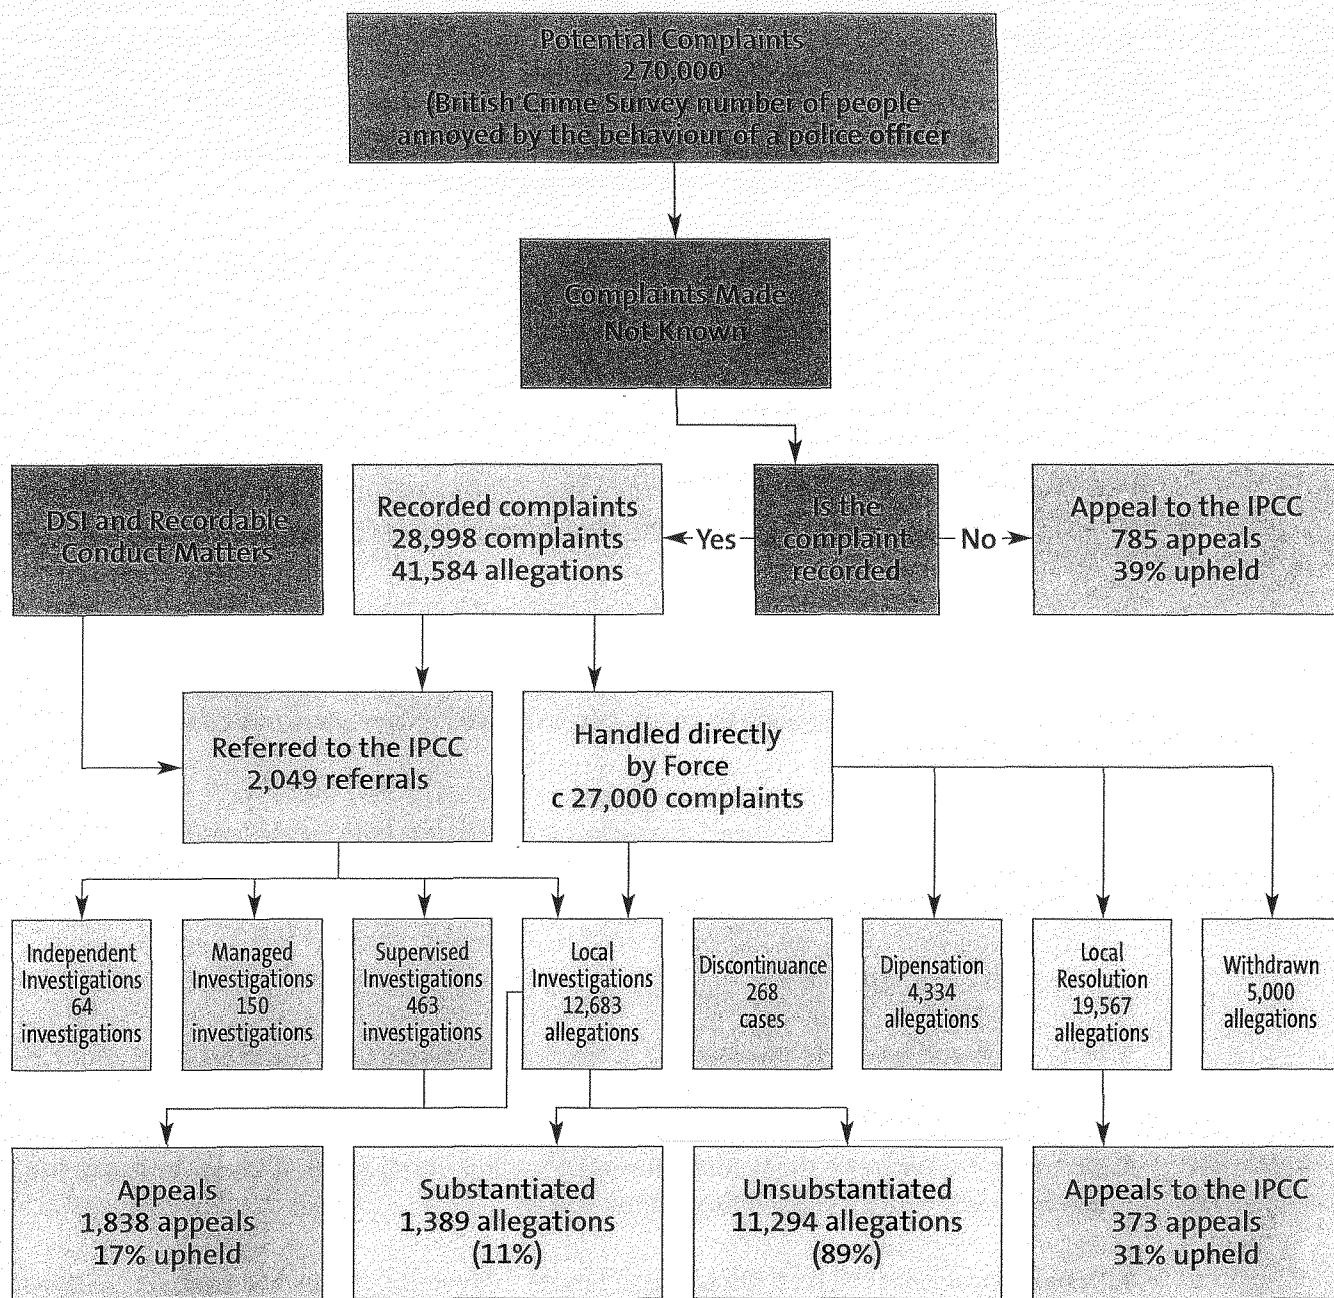 Potential Complaints
270,000
(British Crime Survey number of people
annoyed by the behaviour of a police officer
Complaints Made
Not Known
DSI and Recordable
Conduct Matters
Recorded complaints
28,998 complaints
41,584 allegations
Yes
Is the
complaint
recorded
No
Appeal to the IPCC
785 appeals
39% upheld
Referred to the IPCC
2,049 referrals
Handled directly
by Force
c 27,000 complaints
Independent
Investigations
64
investigations
Managed
Investigations
150
investigations
Supervised
Investigations
463
investigations
Local
Investigations
12,683
allegations
Discontinuance
268
cases
Dipensation
4,334
allegations
Local
Resolution
19,567
allegations
Withdrawn
5,000
allegations
Appeals
1,838 appeals
17% upheld
Substantiated
1,389 allegations
(11%)
Unsubstantiated
11,294 allegations
(89%)
Appeals to the IPCC
373 appeals
31% upheld